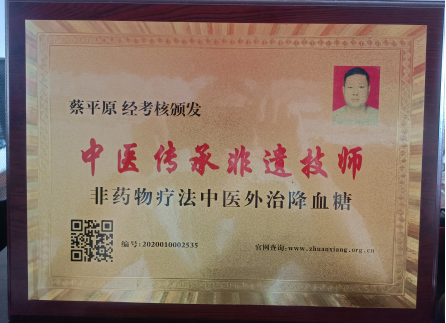 蔡平原 经考核颁发
中医传承非遗技师
非药物疗法中医外治降血糖
编号:2020010002535
官网查询:www.zhuanxiang.org.cn